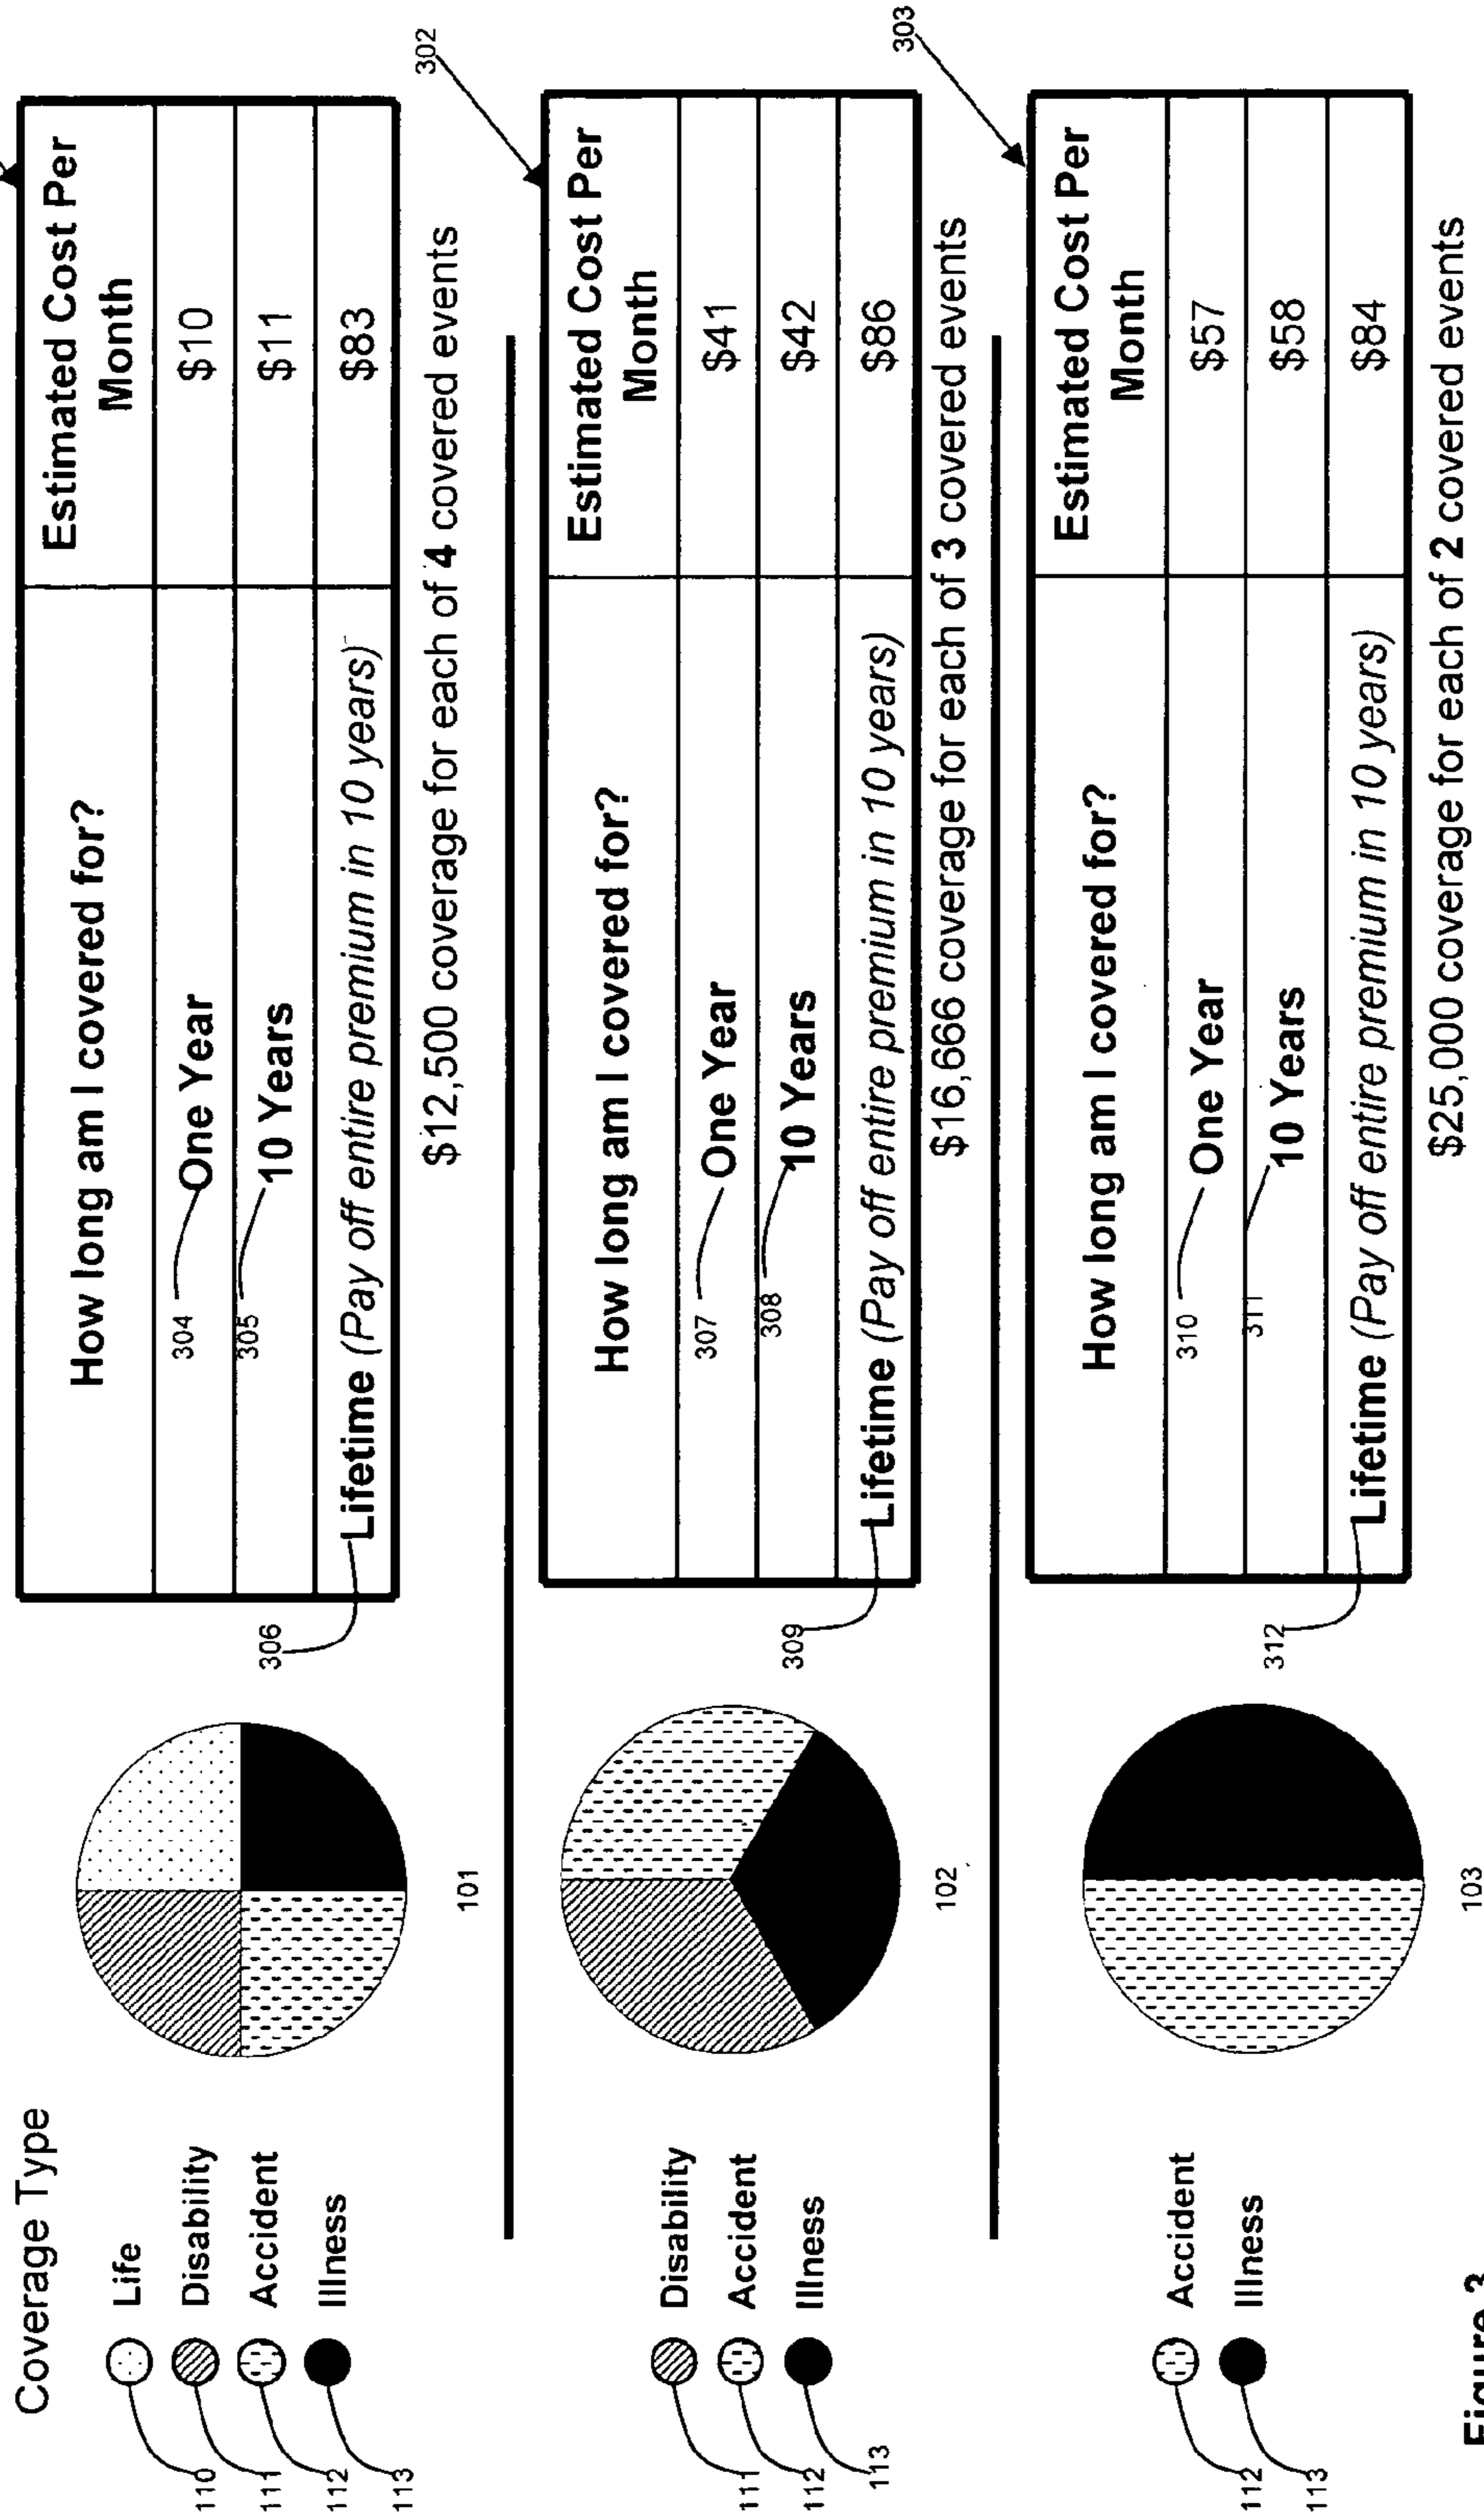 Coverage Type
110 Life
111 Disability
112 Accident
113 Illness
101
How long am I covered for?
Estimated Cost Per
Month
304 One Year $10
305 10 Years $11
306 Lifetime (Pay off entire premium in 10 years) $83
$12,500 coverage for each of 4 covered events
302
111 Disability
112 Accident
113 Illness
102
How long am I covered for?
Estimated Cost Per
Month
307 One Year $41
308 10 Years $42
309 Lifetime (Pay off entire premium in 10 years) $86
$16,666 coverage for each of 3 covered events
303
112 Accident
113 Illness
103
How long am I covered for?
Estimated Cost Per
Month
310 One Year $57
311 10 Years $58
312 Lifetime (Pay off entire premium in 10 years) $84
$25,000 coverage for each of 2 covered events
Figure 3